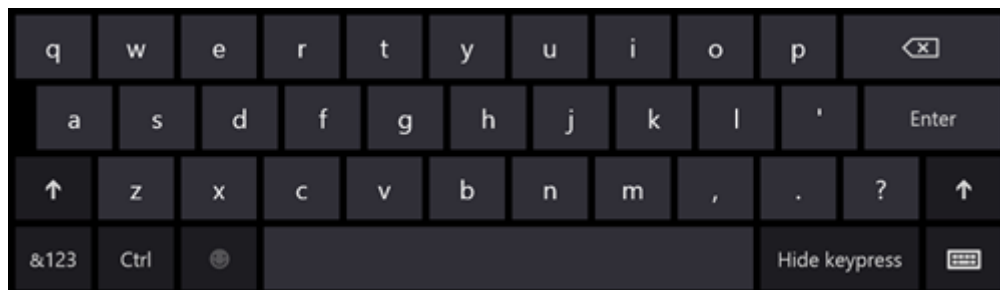 q w e r t y u i o p
a s d f g h j k l ' Enter
z x c v b n m , . ?
&123 Ctrl Hide keypress